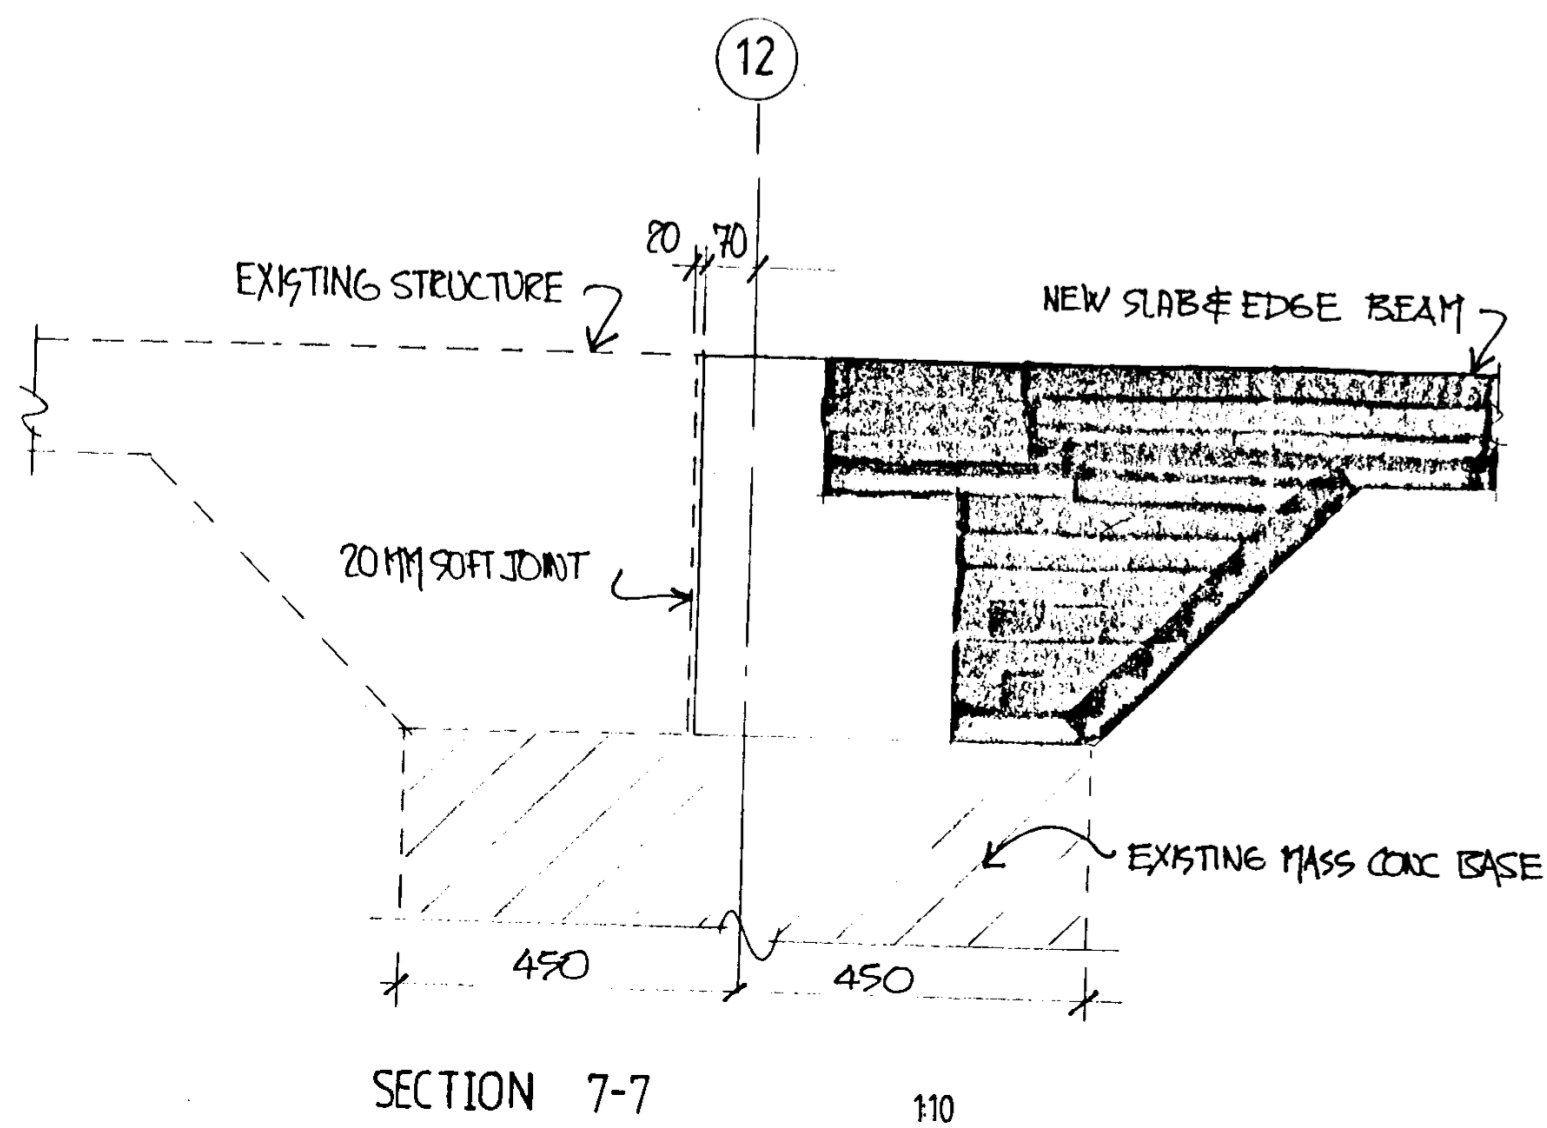 12
20 70
EXISTING STRUCTURE
NEW SLAB & EDGE BEAM
20MM SOFT JOINT
EXISTING MASS CONC BASE
450 450
SECTION 7-7 1:10